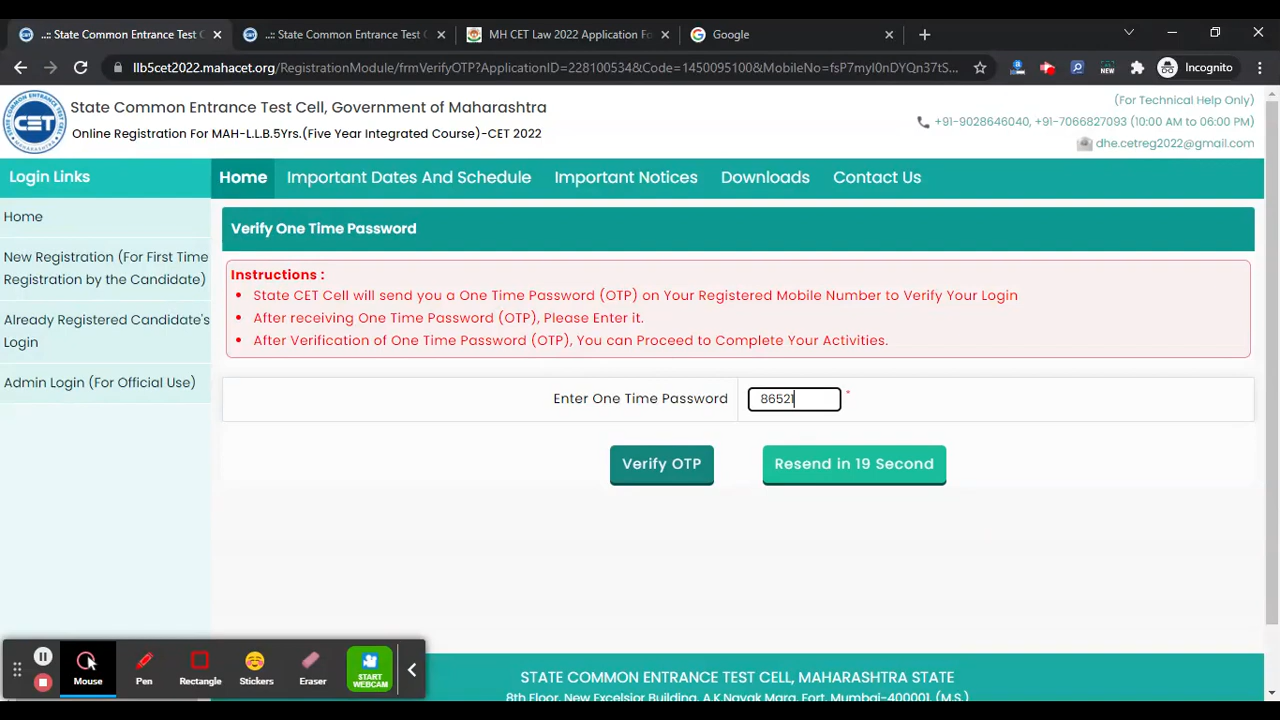 ..:: State Common Entrance Test C
..:: State Common Entrance Test C
MH CET Law 2022 Application Fo
Google
llb5cet2022.mahacet.org/RegistrationModule/frmVerifyOTP?ApplicationID=228100534&Code=1450095100&MobileNo=fsP7myI0nDYQn37tS...
NEW
Incognito
CET
State Common Entrance Test Cell, Government of Maharashtra
Online Registration For MAH-L.L.B.5Yrs.(Five Year Integrated Course)-CET 2022
(For Technical Help Only)
+91-9028646040, +91-7066827093 (10:00 AM to 06:00 PM)
dhe.cetreg2022@gmail.com
Login Links
Home
Important Dates And Schedule
Important Notices
Downloads
Contact Us
Home
New Registration (For First Time
Registration by the Candidate)
Already Registered Candidate's
Login
Admin Login (For Official Use)
Verify One Time Password
Instructions :
State CET Cell will send you a One Time Password (OTP) on Your Registered Mobile Number to Verify Your Login
After receiving One Time Password (OTP), Please Enter it.
After Verification of One Time Password (OTP), You can Proceed to Complete Your Activities.
Enter One Time Password
86521
*
Verify OTP
Resend in 19 Second
Mouse
Pen
Rectangle
Stickers
Eraser
START
WEBCAM
STATE COMMON ENTRANCE TEST CELL, MAHARASHTRA STATE
8th Floor, New Excelsior Building, A.K.Nayak Marg, Fort, Mumbai-400001. (M.S.)